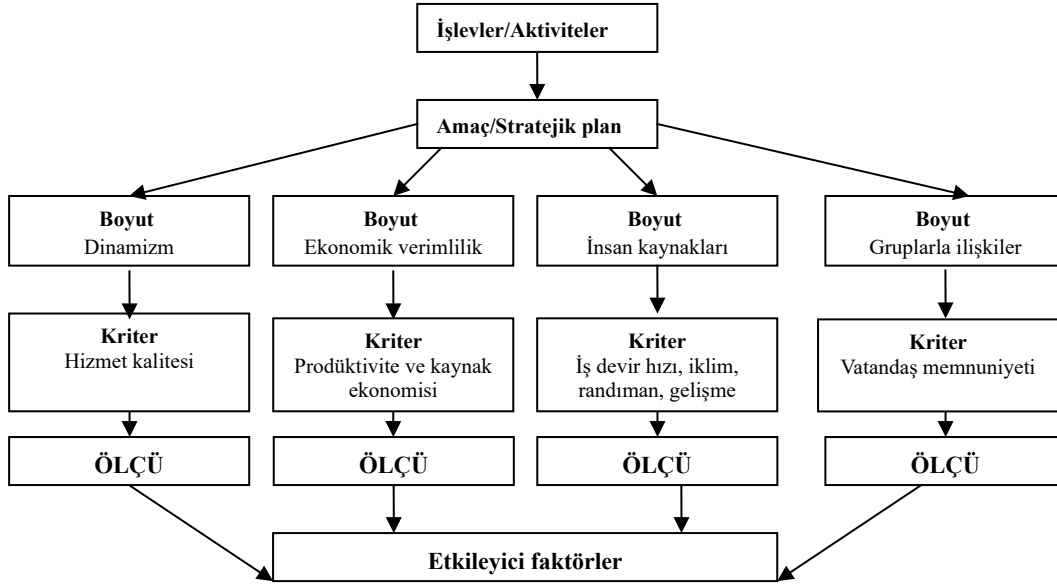 İşlevler/Aktiviteler
Amaç/Stratejik plan
Boyut
Dinamizm
Boyut
Ekonomik verimlilik
Boyut
İnsan kaynakları
Boyut
Gruplarla ilişkiler
Kriter
Hizmet kalitesi
Kriter
Prodüktivite ve kaynak
ekonomisi
Kriter
İş devir hızı, iklim,
randıman, gelişme
Kriter
Vatandaş memnuniyeti
ÖLÇÜ
ÖLÇÜ
ÖLÇÜ
ÖLÇÜ
Etkileyici faktörler